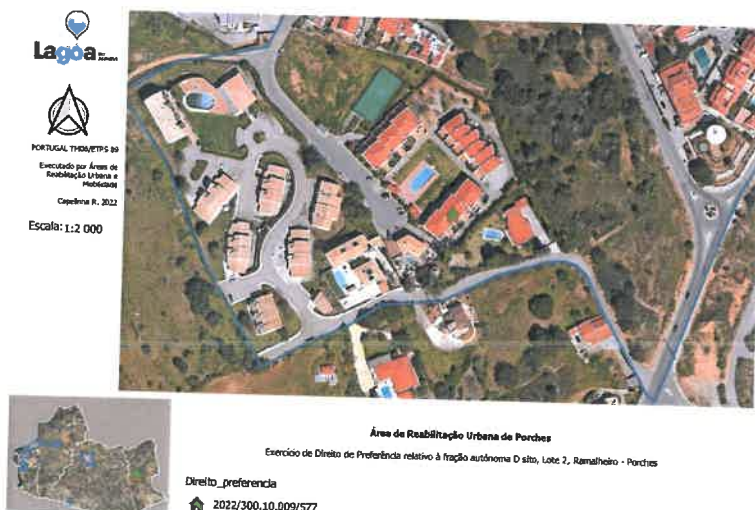 Lagoa
PORTUGAL TM06/ETPS 89
Executado por Áreas de
Reabilitação Urbana e
Mobilidade
Capelinha R. 2022
Escala: 1:2 000
Área de Reabilitação Urbana de Porches
Exercício de Direito de Preferência relativo à fração autónoma D sito, Lote 2, Ramalheiro - Porches
Direito_preferencia
2022/300.10.009/577